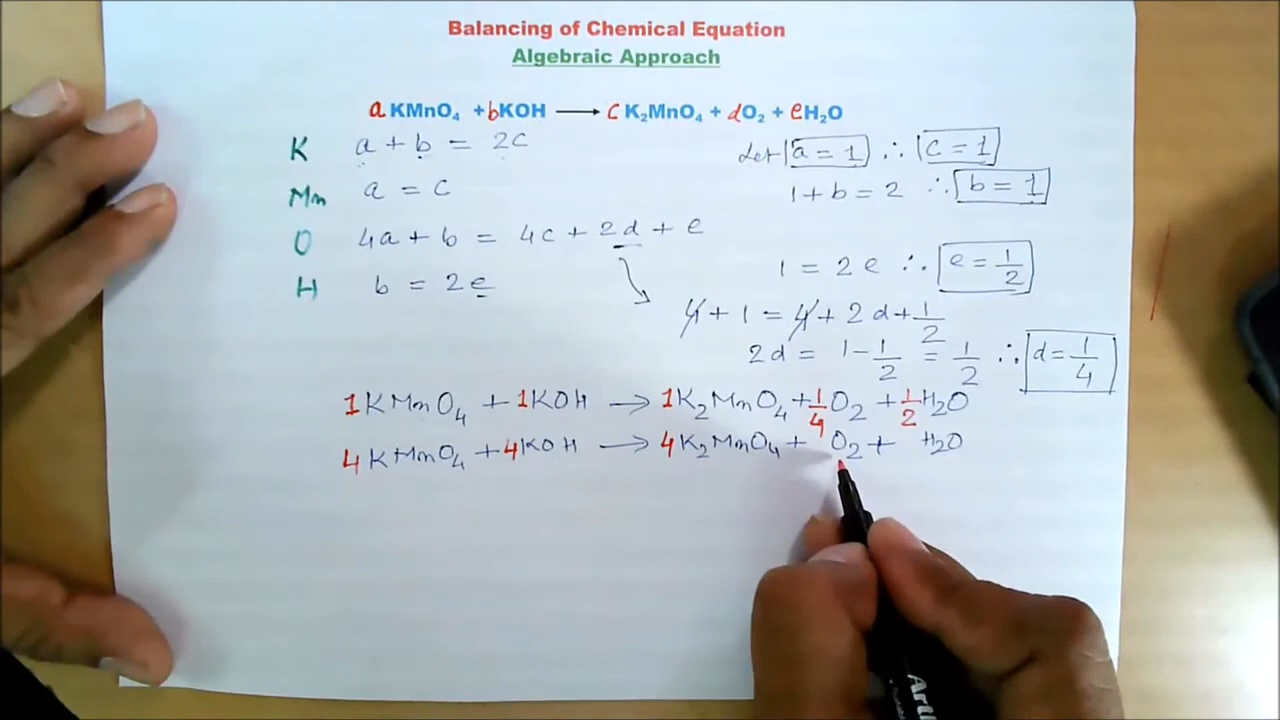 Balancing of Chemical Equation
Algebraic Approach
a KMnO₄ + bKOH ⟶ c K₂MnO₄ + dO₂ + eH₂O
K a + b = 2c
Let a = 1 ∴ c = 1
Mn a = c
1 + b = 2 ∴ b = 1
O 4a + b = 4c + 2d + e
1 = 2e ∴ e = 1/2
H b = 2e
4 + 1 = 4 + 2d + 1/2
2d = 1 - 1/2 = 1/2 ∴ d = 1/4
1KMnO₄ + 1KOH → 1K₂MnO₄ + 1/4 O₂ + 1/2 H₂O
4KMnO₄ + 4KOH → 4K₂MnO₄ + O₂ + H₂O